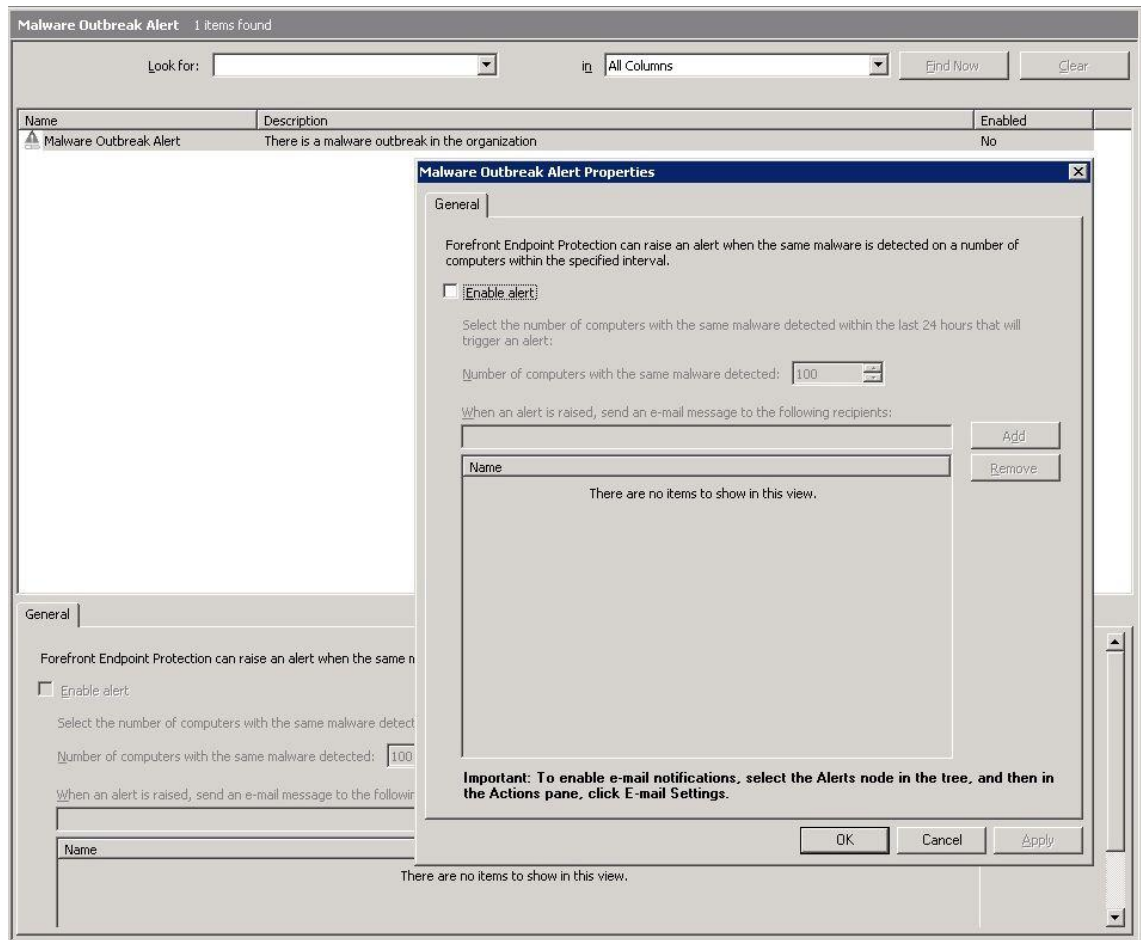 Malware Outbreak Alert 1 items found
Look for: in All Columns Find Now Clear
Name Description Enabled
Malware Outbreak Alert There is a malware outbreak in the organization No
Malware Outbreak Alert Properties
General
Forefront Endpoint Protection can raise an alert when the same malware is detected on a number of
computers within the specified interval.
Enable alert
Select the number of computers with the same malware detected within the last 24 hours that will
trigger an alert:
Number of computers with the same malware detected: 100
When an alert is raised, send an e-mail message to the following recipients:
Add
Name
Remove
There are no items to show in this view.
Important: To enable e-mail notifications, select the Alerts node in the tree, and then in
the Actions pane, click E-mail Settings.
OK Cancel Apply
General
Forefront Endpoint Protection can raise an alert when the same
Enable alert
Select the number of computers with the same malware detect
Number of computers with the same malware detected: 100
When an alert is raised, send an e-mail message to the followin
Name
There are no items to show in this view.